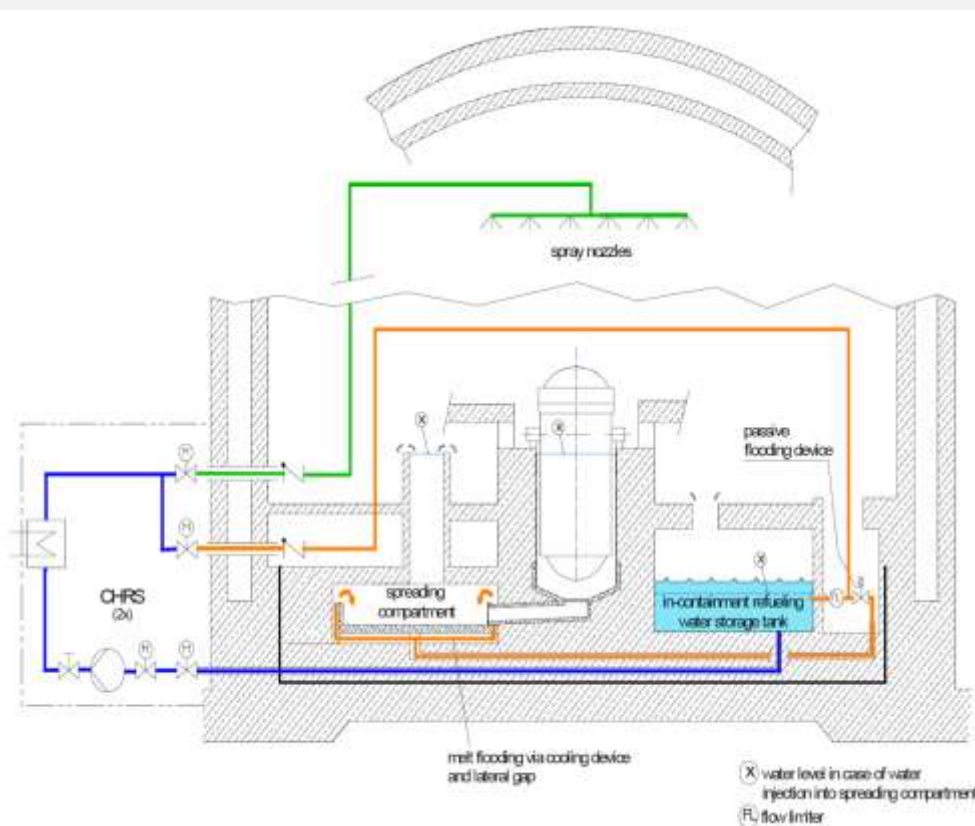 spray nozzles
passive
flooding device
spreading
compartment
in-containment refueling
water storage tank
CHRS
(2x)
melt flooding via cooling device
and lateral gap
X water level in case of water
injection into spreading compartment
flow limiter